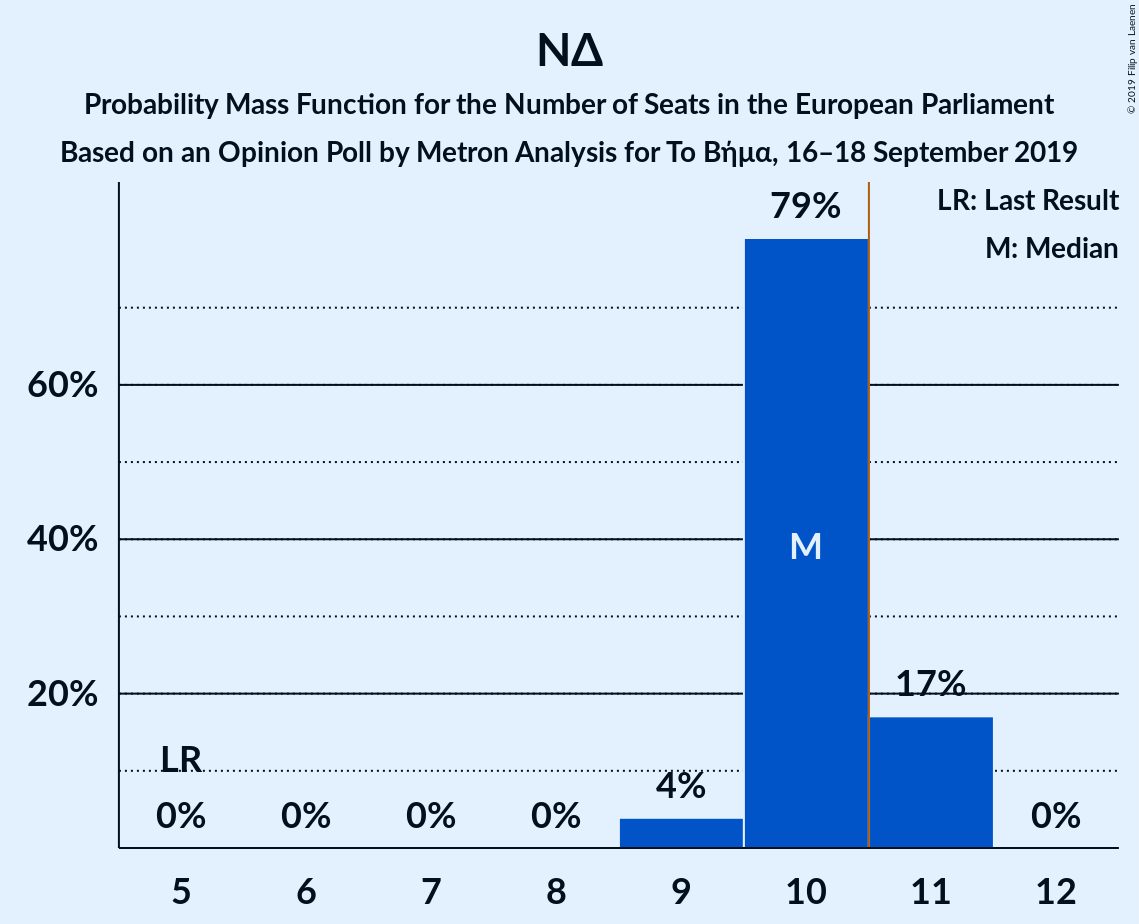 ΝΔ
Probability Mass Function for the Number of Seats in the European Parliament
Based on an Opinion Poll by Metron Analysis for Το Βήμα, 16–18 September 2019
© 2019 Filip van Laenen
LR: Last Result
M: Median
79%
60%
40%
M
20%
17%
LR
4%
0% 0% 0% 0% 0%
5 6 7 8 9 10 11 12